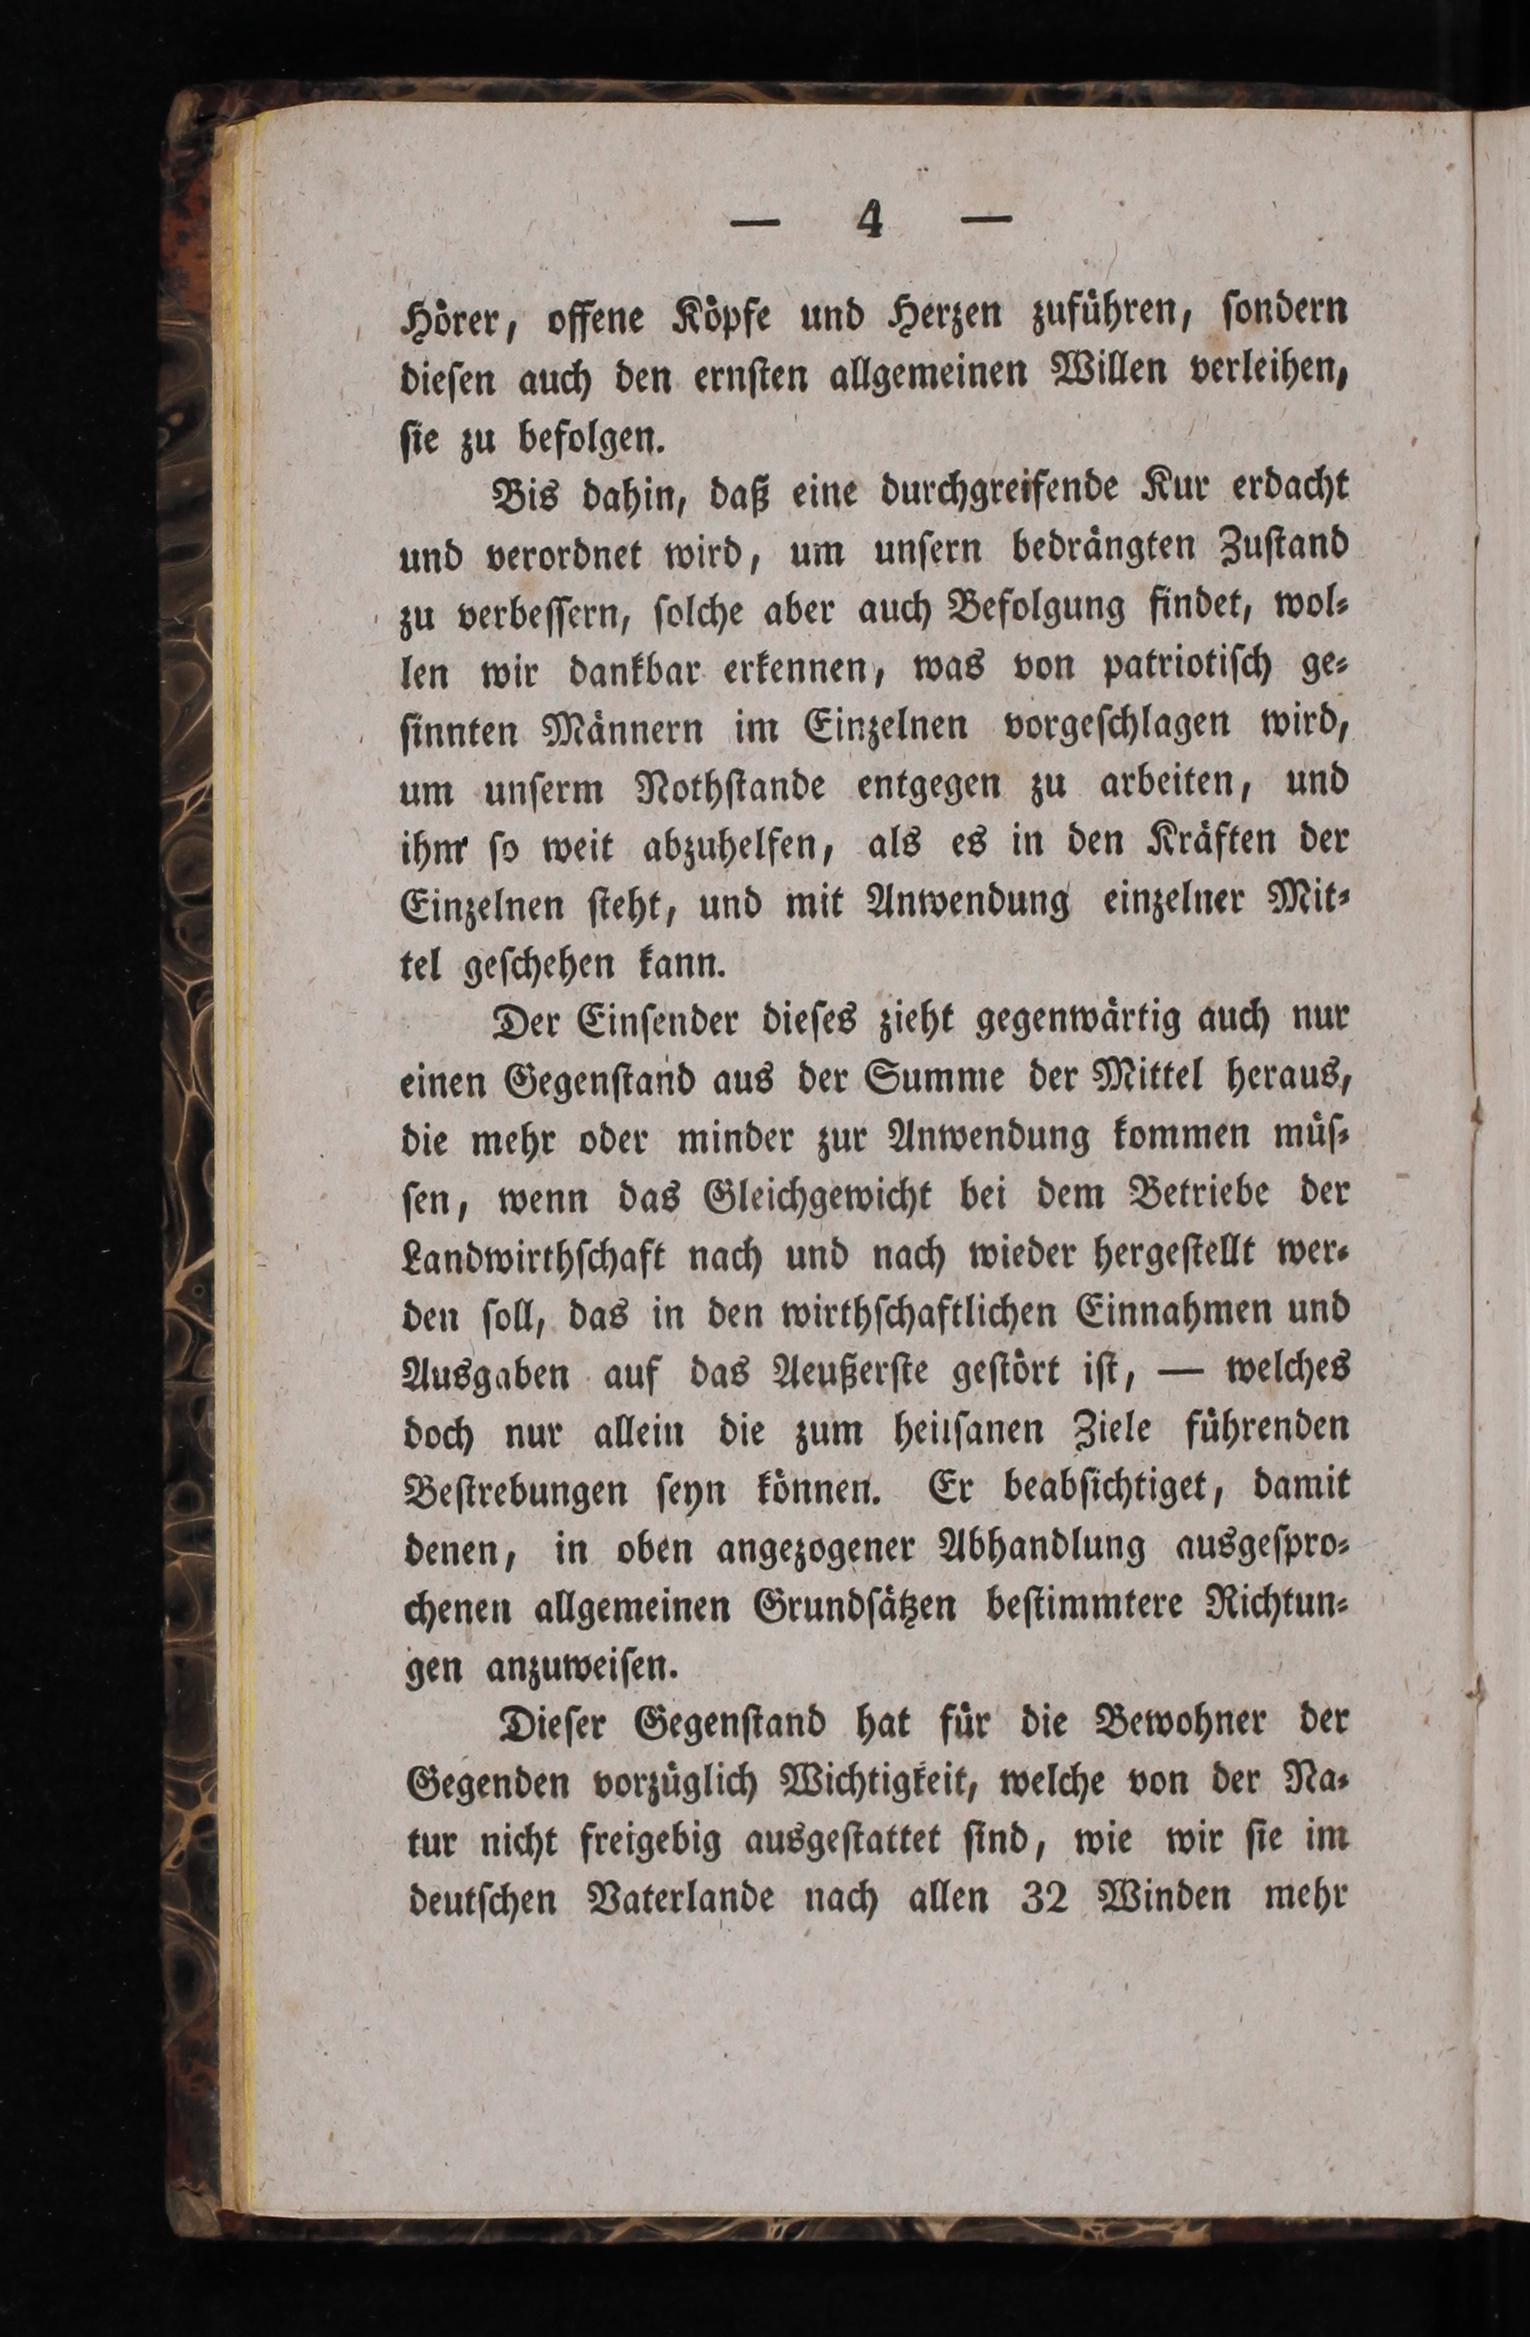 — 4 —
Hörer, offene Köpfe und Herzen zuführen, ſondern
dieſen auch den ernſten allgemeinen Willen verleihen,
ſie zu befolgen.
Bis dahin, daß eine durchgreifende Kur erdacht
und verordnet wird, um unſern bedrängten Zuſtand
zu verbeſſern, ſolche aber auch Befolgung findet, wol⸗
len wir dankbar erkennen, was von patriotiſch ge⸗
ſinnten Männern im Einzelnen vorgeſchlagen wird,
um unſerm Nothſtande entgegen zu arbeiten, und
ihm ſo weit abzuhelfen, als es in den Kräften der
Einzelnen ſteht, und mit Anwendung einzelner Mit⸗
tel geſchehen kann.
Der Einſender dieſes zieht gegenwärtig auch nur
einen Gegenſtand aus der Summe der Mittel heraus,
die mehr oder minder zur Anwendung kommen müſ⸗
ſen, wenn das Gleichgewicht bei dem Betriebe der
Landwirthſchaft nach und nach wieder hergeſtellt wer⸗
den ſoll, das in den wirthſchaftlichen Einnahmen und
Ausgaben auf das Aeußerſte geſtört iſt, — welches
doch nur allein die zum heilſanen Ziele führenden
Beſtrebungen ſeyn können. Er beabſichtiget, damit
denen, in oben angezogener Abhandlung ausgeſpro⸗
chenen allgemeinen Grundſätzen beſtimmtere Richtun⸗
gen anzuweiſen.
Dieſer Gegenſtand hat für die Bewohner der
Gegenden vorzüglich Wichtigkeit, welche von der Na⸗
tur nicht freigebig ausgeſtattet ſind, wie wir ſie im
deutſchen Vaterlande nach allen 32 Winden mehr